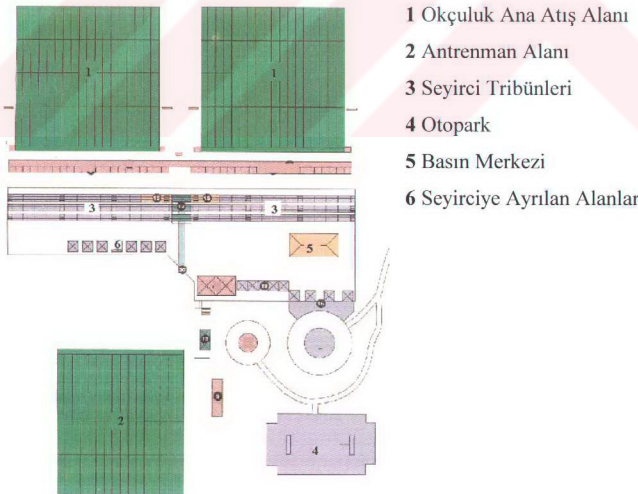 1 Okçuluk Ana Atış Alanı
2 Antrenman Alanı
3 Seyirci Tribünleri
4 Otopark
5 Basın Merkezi
6 Seyirciye Ayrılan Alanlar
1
1
3
3
6
5
2
4